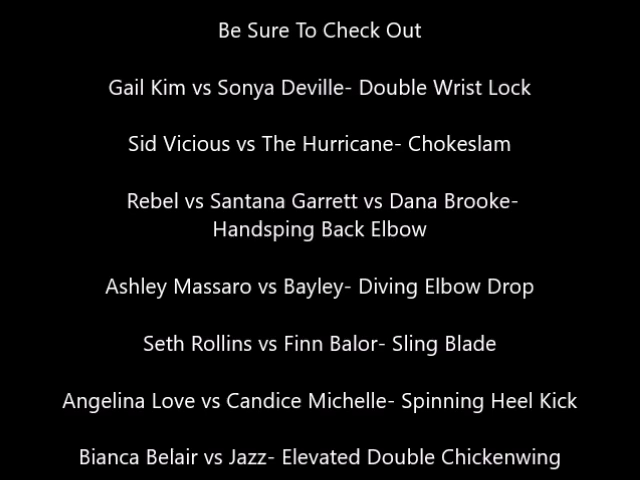 Be Sure To Check Out
Gail Kim vs Sonya Deville- Double Wrist Lock
Sid Vicious vs The Hurricane- Chokeslam
Rebel vs Santana Garrett vs Dana Brooke-
Handsping Back Elbow
Ashley Massaro vs Bayley- Diving Elbow Drop
Seth Rollins vs Finn Balor- Sling Blade
Angelina Love vs Candice Michelle- Spinning Heel Kick
Bianca Belair vs Jazz- Elevated Double Chickenwing